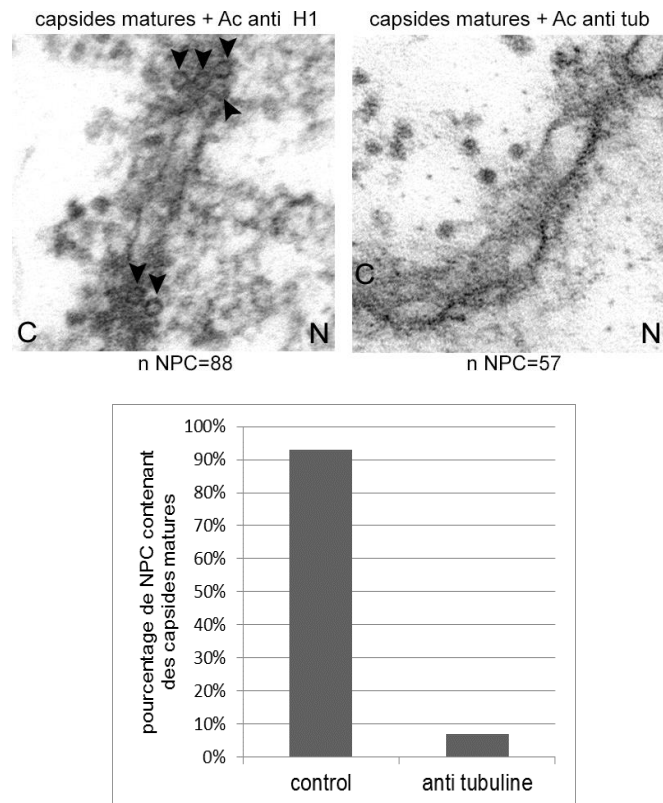 capsides matures + Ac anti H1
capsides matures + Ac anti tub
C
N
C
N
n NPC=88
n NPC=57
pourcentage de NPC contenant
des capsides matures
100%
90%
80%
70%
60%
50%
40%
30%
20%
10%
0%
control
anti tubuline